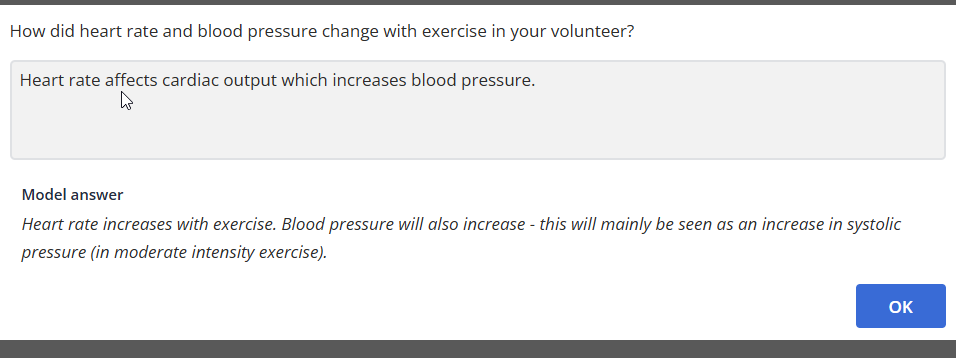 How did heart rate and blood pressure change with exercise in your volunteer?
Heart rate affects cardiac output which increases blood pressure.
Model answer
Heart rate increases with exercise. Blood pressure will also increase - this will mainly be seen as an increase in systolic
pressure (in moderate intensity exercise).
OK